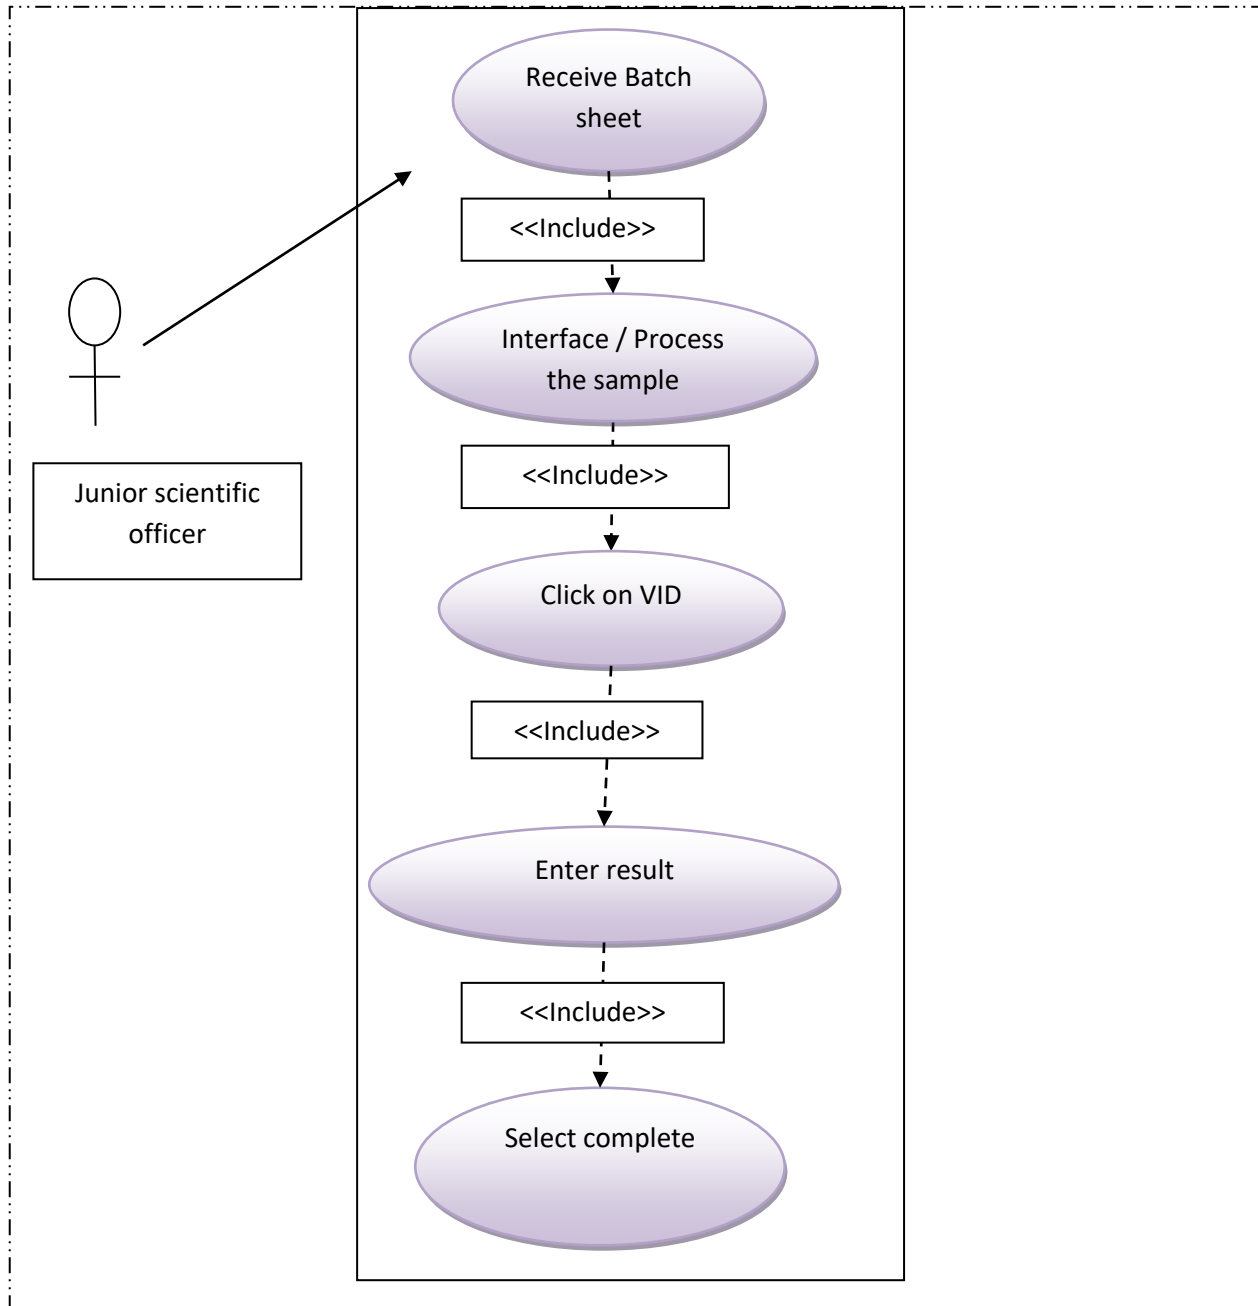 Receive Batch
sheet
<<Include>>
Interface / Process
the sample
<<Include>>
Junior scientific
officer
Click on VID
<<Include>>
Enter result
<<Include>>
Select complete